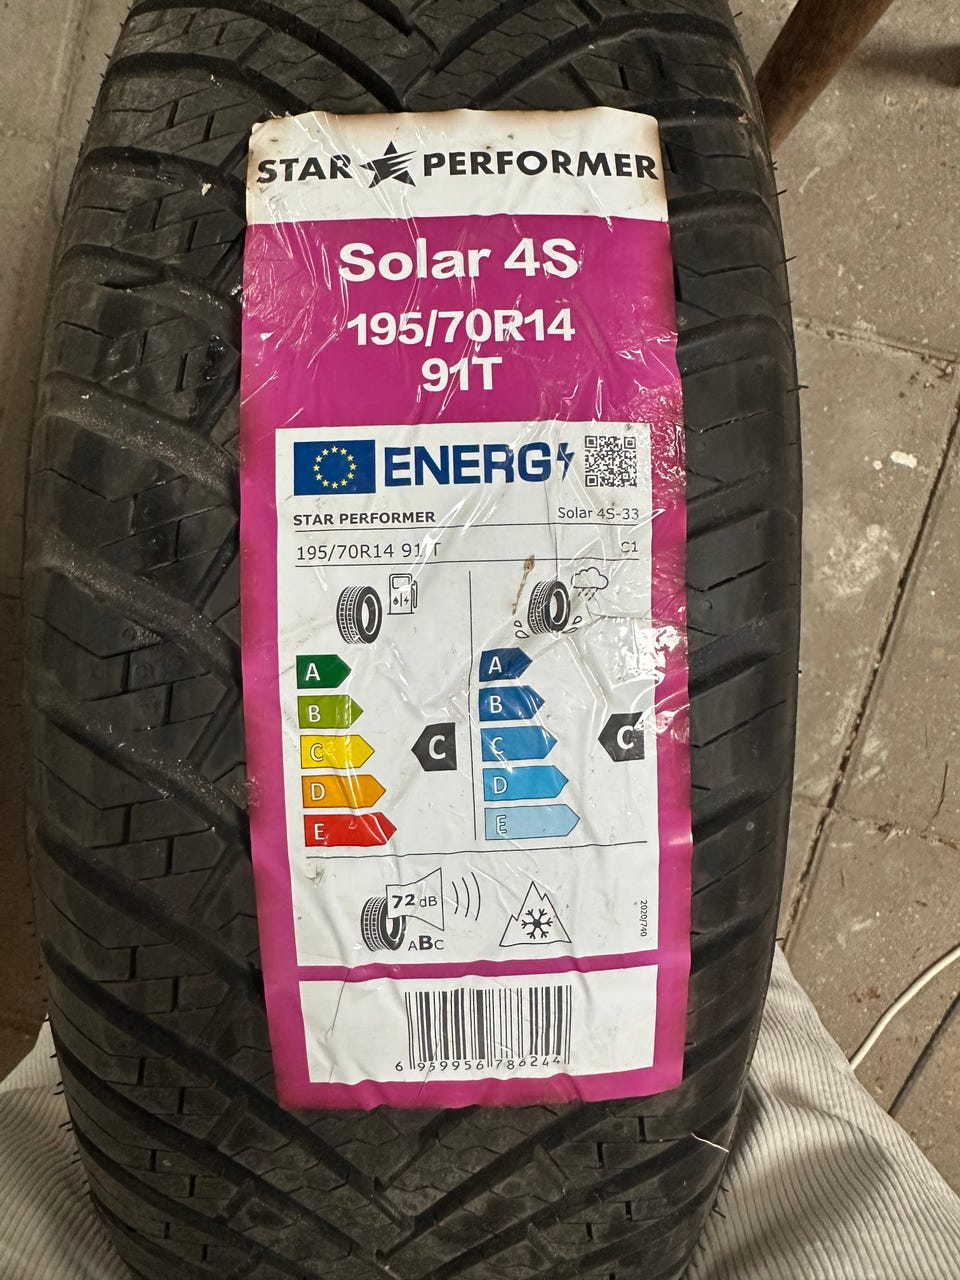 STAR PERFORMER
Solar 4S
195/70R14
91T
ENERG
STAR PERFORMER Solar 4S-33
195/70R14 91T C1
A A
B B
C C C C
D D
E E
72 dB
ABC
2020/740
6 959956 786244